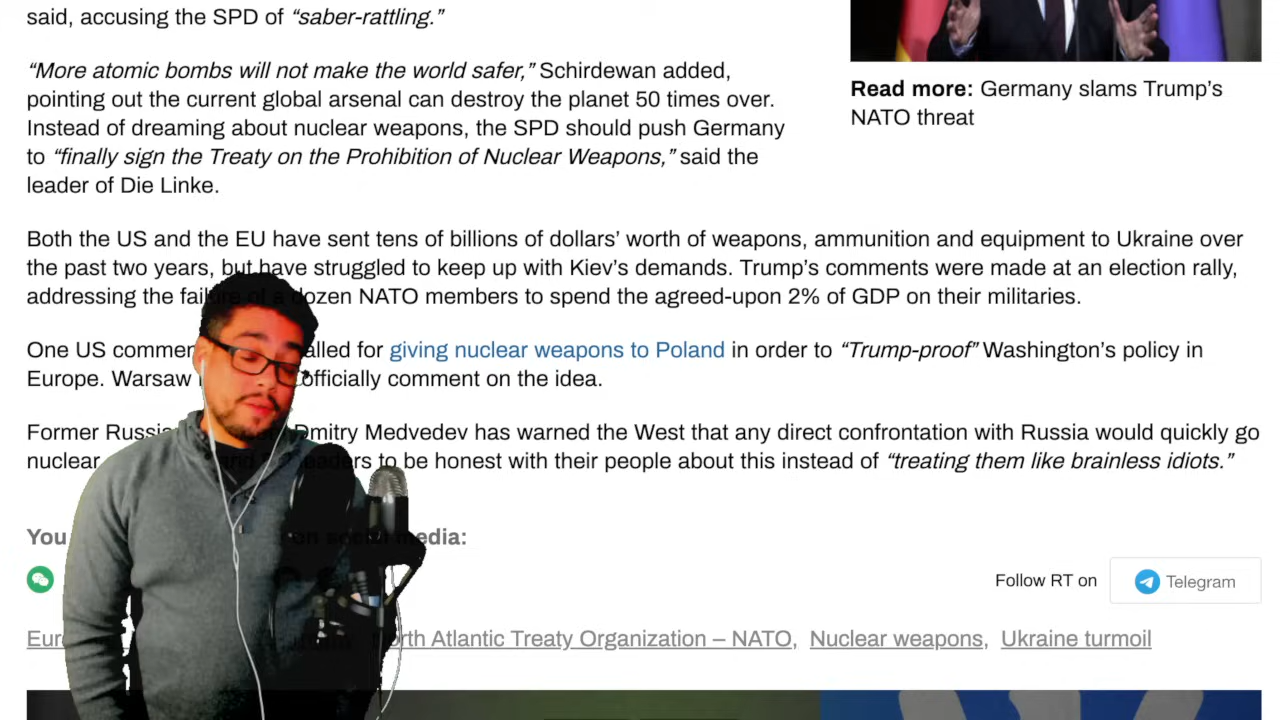 said, accusing the SPD of “saber-rattling.”
“More atomic bombs will not make the world safer,” Schirdewan added,
pointing out the current global arsenal can destroy the planet 50 times over.
Instead of dreaming about nuclear weapons, the SPD should push Germany
to “finally sign the Treaty on the Prohibition of Nuclear Weapons,” said the
leader of Die Linke.
Read more: Germany slams Trump’s
NATO threat
Both the US and the EU have sent tens of billions of dollars’ worth of weapons, ammunition and equipment to Ukraine over
the past two years, but have struggled to keep up with Kiev’s demands. Trump’s comments were made at an election rally,
addressing the failure of a dozen NATO members to spend the agreed-upon 2% of GDP on their militaries.
One US commen alled for giving nuclear weapons to Poland in order to “Trump-proof” Washington’s policy in
Europe. Warsaw officially comment on the idea.
Former Russia Dmitry Medvedev has warned the West that any direct confrontation with Russia would quickly go
nuclear to be honest with their people about this instead of “treating them like brainless idiots.”
You on social media:
Follow RT on Telegram
North Atlantic Treaty Organization – NATO, Nuclear weapons, Ukraine turmoil